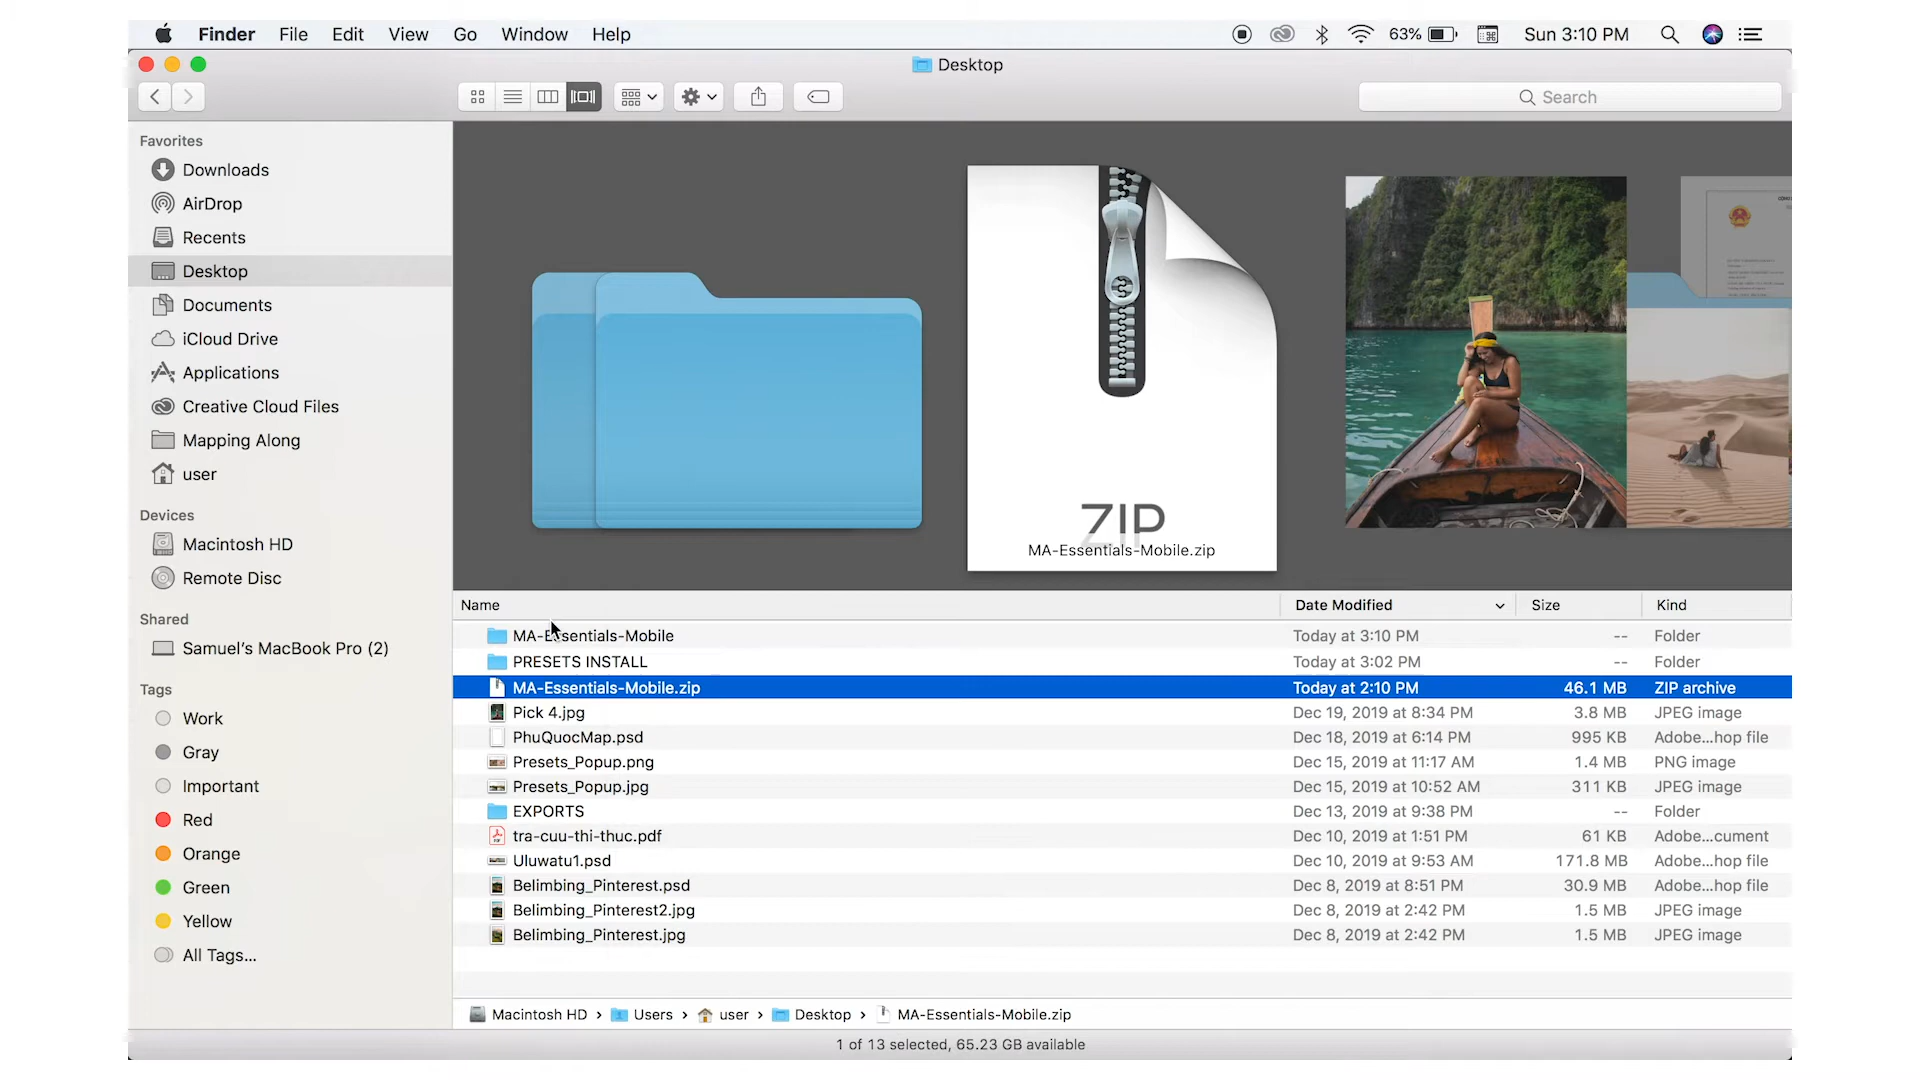 Finder File Edit View Go Window Help 63% Sun 3:10 PM
Desktop
Search
Favorites
Downloads
AirDrop
Recents
Desktop
Documents
iCloud Drive
Applications
Creative Cloud Files
Mapping Along
user
Devices
Macintosh HD
Remote Disc
Shared
Samuel's MacBook Pro (2)
Tags
Work
Gray
Important
Red
Orange
Green
Yellow
All Tags...
ZIP
MA-Essentials-Mobile.zip
Name Date Modified Size Kind
MA-Essentials-Mobile Today at 3:10 PM -- Folder
PRESETS INSTALL Today at 3:02 PM -- Folder
MA-Essentials-Mobile.zip Today at 2:10 PM 46.1 MB ZIP archive
Pick 4.jpg Dec 19, 2019 at 8:34 PM 3.8 MB JPEG image
PhuQuocMap.psd Dec 18, 2019 at 6:14 PM 995 KB Adobe...hop file
Presets_Popup.png Dec 15, 2019 at 11:17 AM 1.4 MB PNG image
Presets_Popup.jpg Dec 15, 2019 at 10:52 AM 311 KB JPEG image
EXPORTS Dec 13, 2019 at 9:38 PM -- Folder
tra-cuu-thi-thuc.pdf Dec 10, 2019 at 1:51 PM 61 KB Adobe...cument
Uluwatu1.psd Dec 10, 2019 at 9:53 AM 171.8 MB Adobe...hop file
Belimbing_Pinterest.psd Dec 8, 2019 at 8:51 PM 30.9 MB Adobe...hop file
Belimbing_Pinterest2.jpg Dec 8, 2019 at 2:42 PM 1.5 MB JPEG image
Belimbing_Pinterest.jpg Dec 8, 2019 at 2:42 PM 1.5 MB JPEG image
Macintosh HD › Users › user › Desktop › MA-Essentials-Mobile.zip
1 of 13 selected, 65.23 GB available